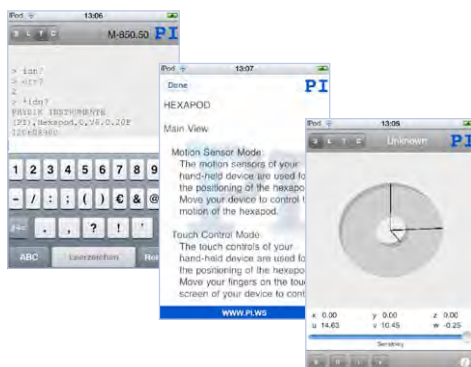 iPod 13:06
S L T C M-850.50 PI
> err?
2
> *idn?
PHYSIK INSTRUMENTE
(PI),Hexapod,0,V6.0.20F
1 2 3 4 5 6 7 8 9
- / : ; ( ) € & @
. , ? ! '
ABC Leerzeichen
iPod 13:07
Done PI
HEXAPOD
Main View
Motion Sensor Mode
The motion sensors of your
hand-held device are used fo
the positioning of the hexapod
Move your device to control t
motion of the hexapod.
Touch Control Mode
The touch controls of your
hand-held device are used fo
the positioning of the hexapo
Move your fingers on the touc
screen of your device to cont
WWW.PI.WS
iPod 13:05
S L T C Unknown PI
x 0.00 y 0.00 z 0.00
u 14.63 v 10.45 w -0.25
Sensitivity